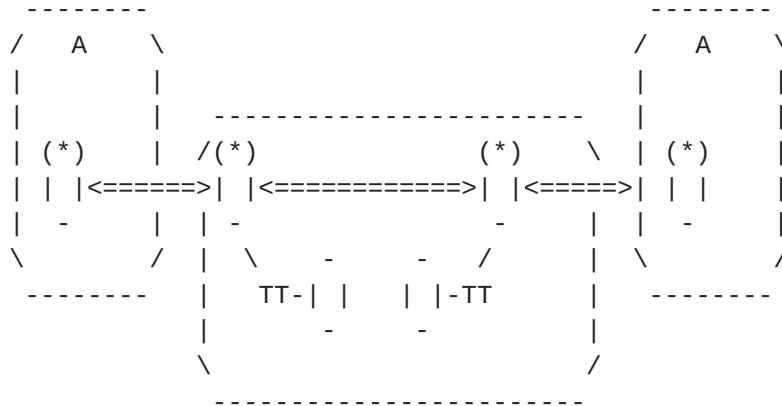 --------                                --------
/   A    \                              /   A    \
|        |                              |        |
|        |   ------------------------   |        |
| (*)    |  /(*)              (*)    \  | (*)    |
| | |<======>| |<============>| |<=====>| | |    |
|  -     |  | -                -     |  |  -     |
\        /  |  \    -     -   /      |  \        /
 --------   |   TT-| |   | |-TT      |   --------
            |       -     -          |
            \                        /
             ------------------------